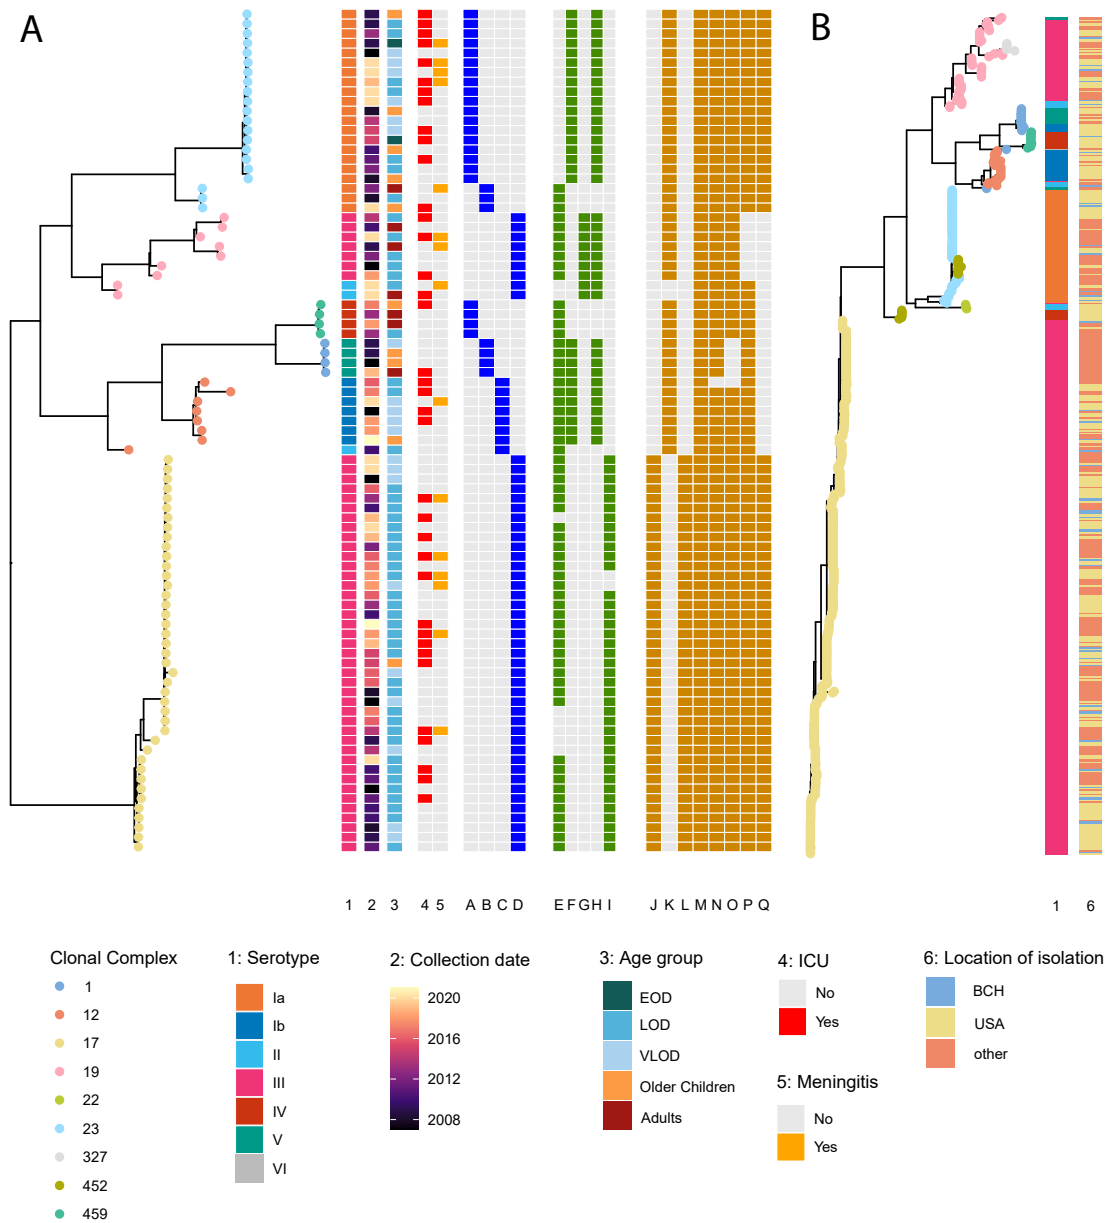 A
B
1 2 3 4 5 A B C D E F G H I J K L M N O P Q
1 6
Clonal Complex
1
12
17
19
22
23
327
452
459
1: Serotype
Ia
Ib
II
III
IV
V
VI
2: Collection date
2020
2016
2012
2008
3: Age group
EOD
LOD
VLOD
Older Children
Adults
4: ICU
No
Yes
5: Meningitis
No
Yes
6: Location of isolation
BCH
USA
other